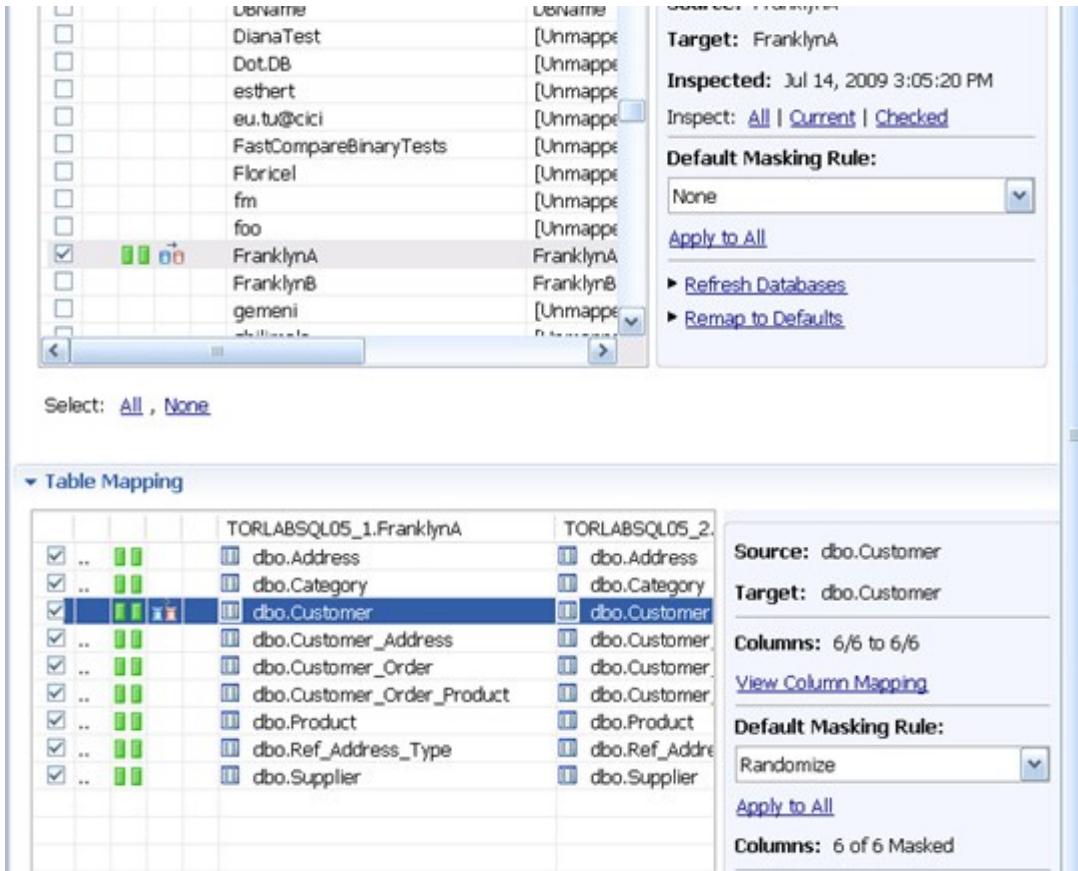 DBName DBName
DianaTest [Unmappe
Dot.DB [Unmappe
esthert [Unmappe
eu.tu@cici [Unmappe
FastCompareBinaryTests [Unmappe
Floricel [Unmappe
fm [Unmappe
foo [Unmappe
FranklynA FranklynA
FranklynB FranklynB
gemeni [Unmappe
Source: FranklynA
Target: FranklynA
Inspected: Jul 14, 2009 3:05:20 PM
Inspect: All | Current | Checked
Default Masking Rule:
None
Apply to All
Refresh Databases
Remap to Defaults
Select: All , None
Table Mapping
TORLABSQL05_1.FranklynA TORLABSQL05_2.
.. dbo.Address dbo.Address
.. dbo.Category dbo.Category
dbo.Customer dbo.Customer
.. dbo.Customer_Address dbo.Customer_
.. dbo.Customer_Order dbo.Customer_
.. dbo.Customer_Order_Product dbo.Customer_
.. dbo.Product dbo.Product
.. dbo.Ref_Address_Type dbo.Ref_Addre
.. dbo.Supplier dbo.Supplier
Source: dbo.Customer
Target: dbo.Customer
Columns: 6/6 to 6/6
View Column Mapping
Default Masking Rule:
Randomize
Apply to All
Columns: 6 of 6 Masked